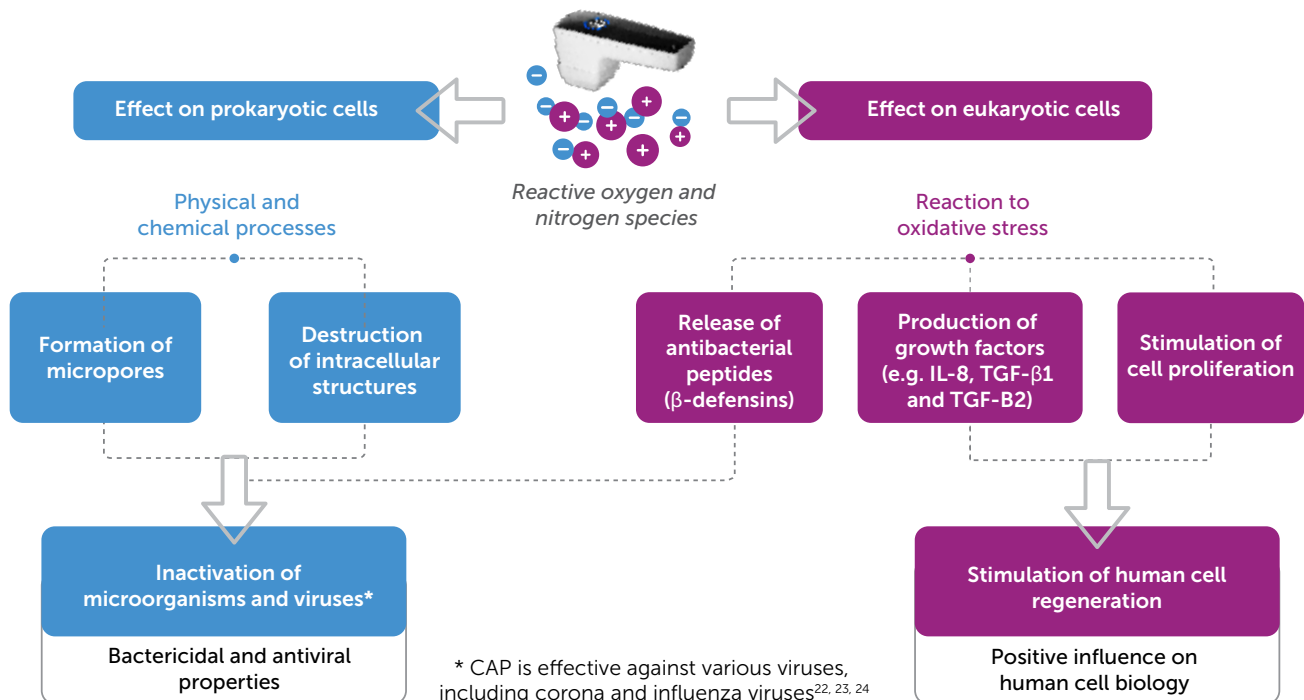 Effect on prokaryotic cells
Effect on eukaryotic cells
Reactive oxygen and
nitrogen species
Physical and
chemical processes
Reaction to
oxidative stress
Formation of
micropores
Destruction
of intracellular
structures
Release of
antibacterial
peptides
(β-defensins)
Production of
growth factors
(e.g. IL-8, TGF-β1
and TGF-B2)
Stimulation of
cell proliferation
Inactivation of
microorganisms and viruses*
Bactericidal and antiviral
properties
Stimulation of human cell
regeneration
Positive influence on
human cell biology
* CAP is effective against various viruses,
including corona and influenza viruses22, 23, 24